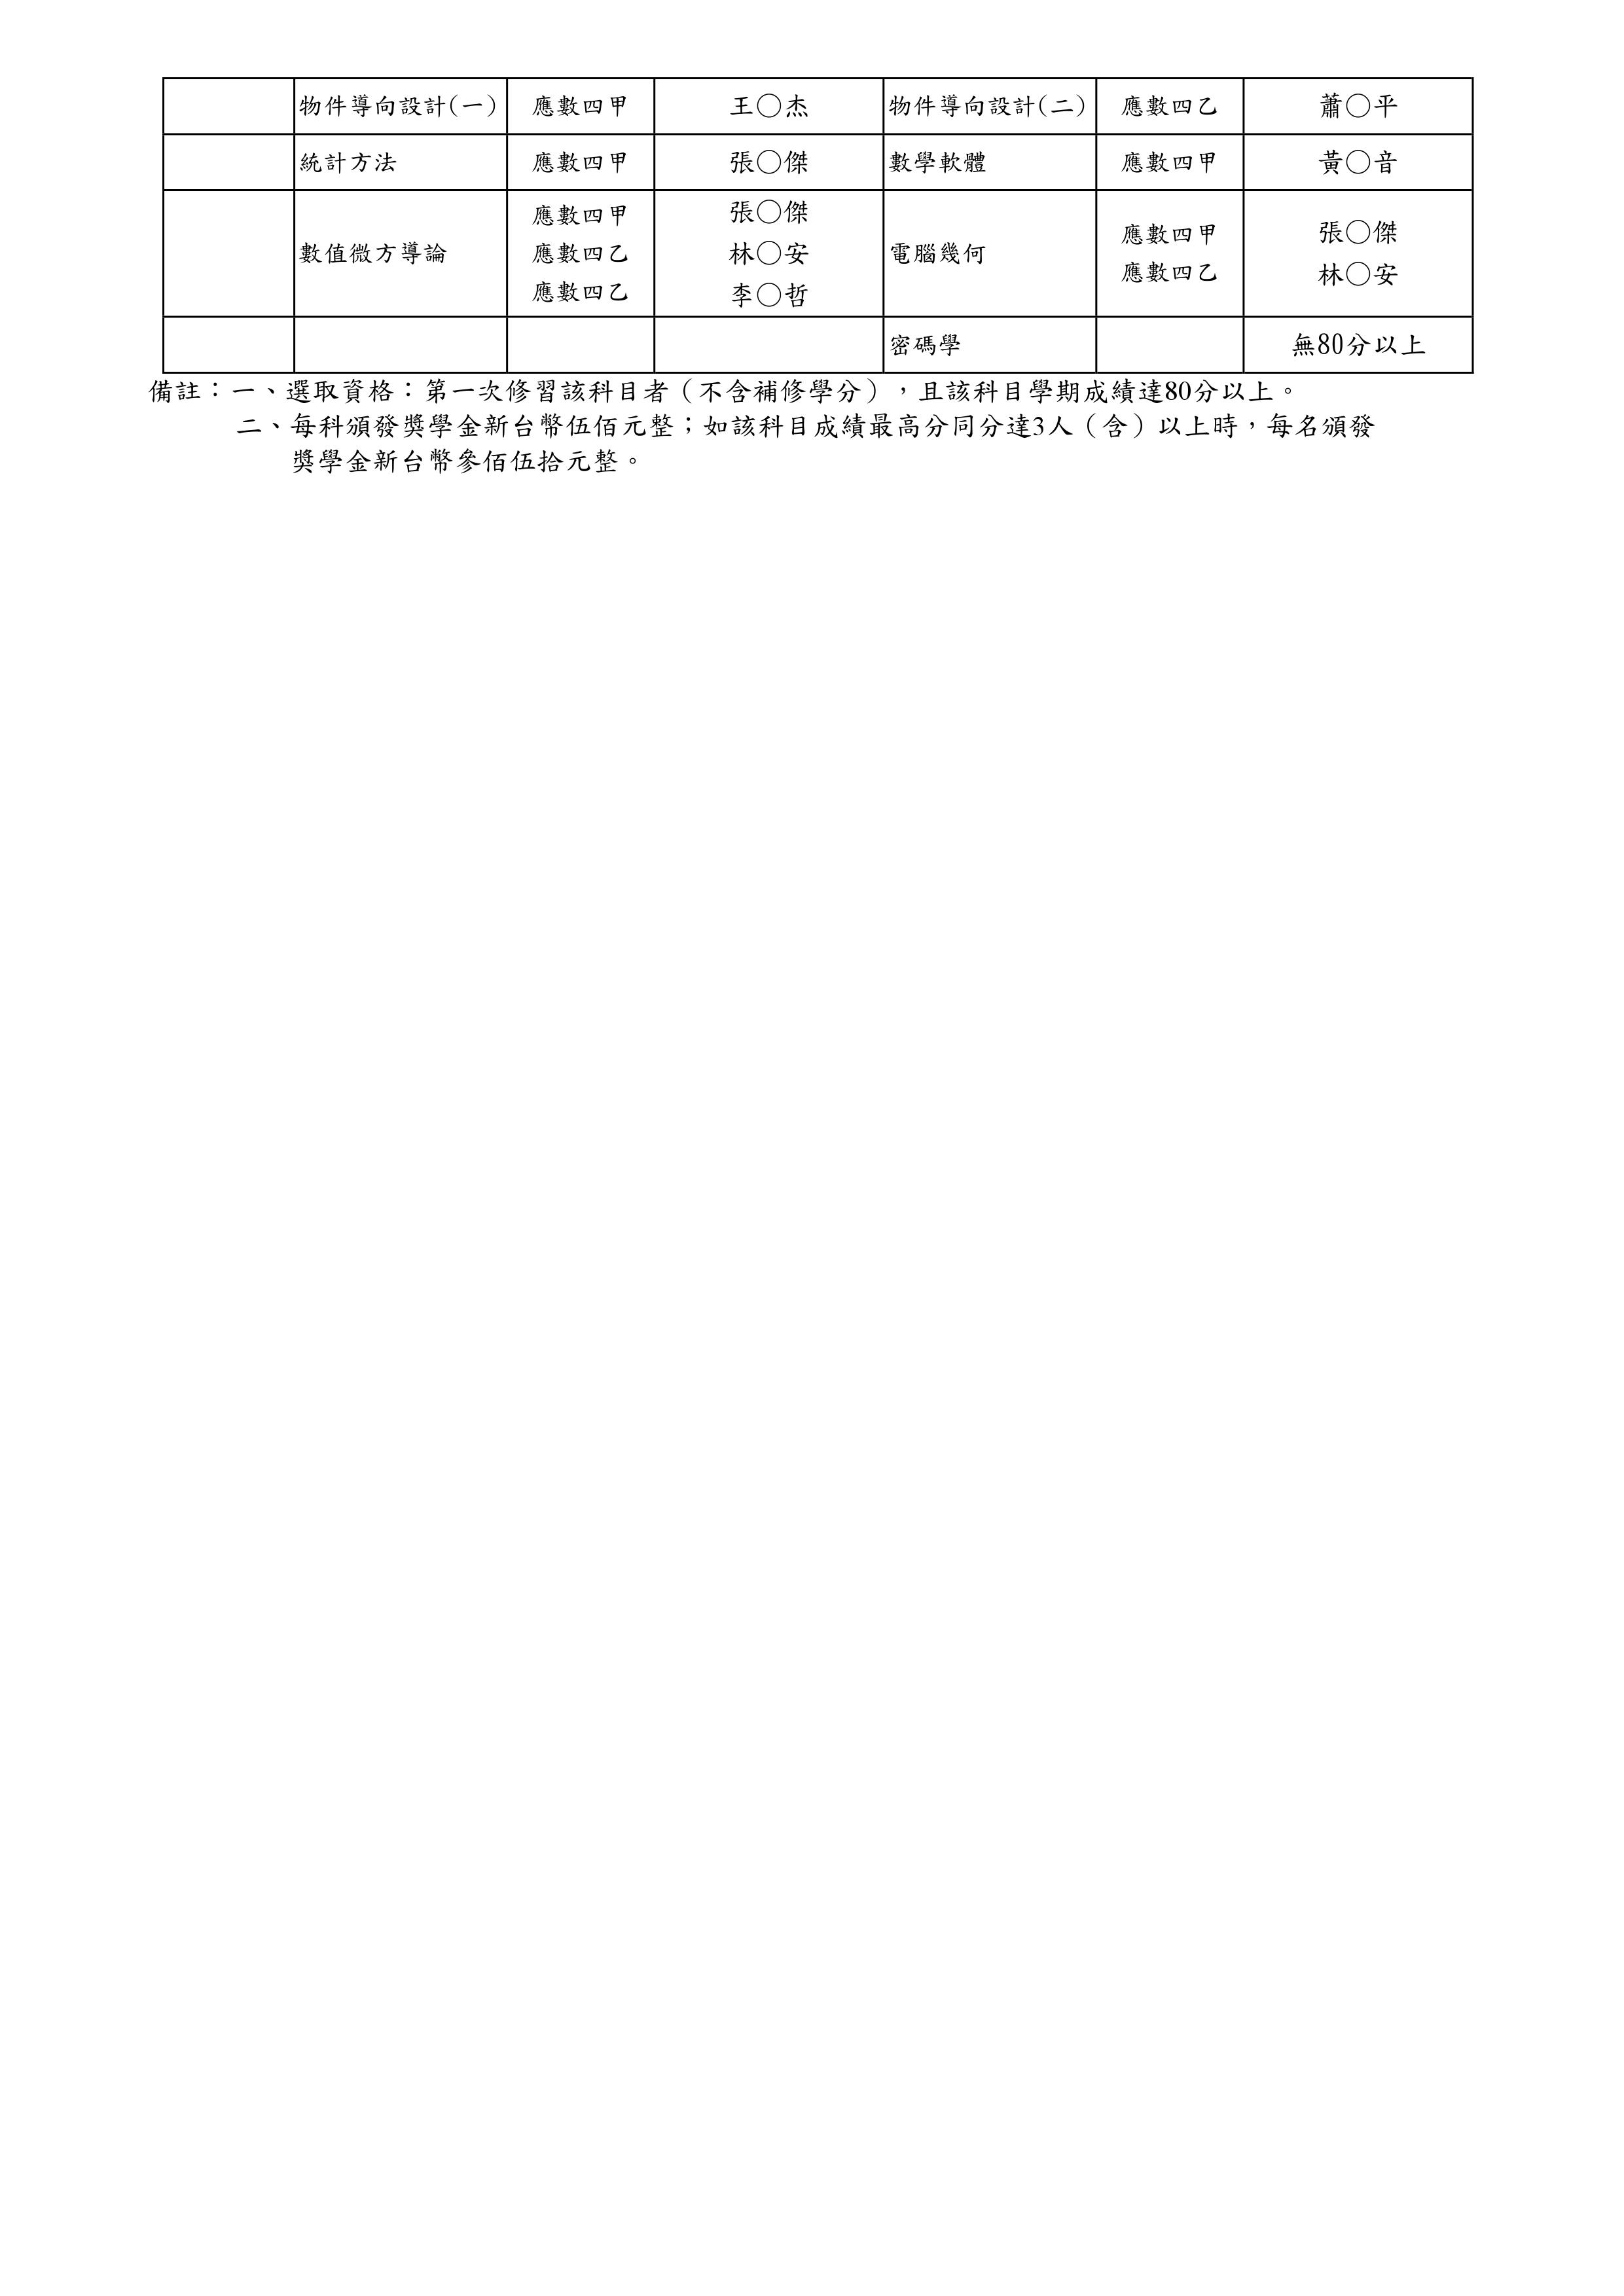 物件導向設計(一) 應數四甲 王○杰 物件導向設計(二) 應數四乙 蕭○平
統計方法 應數四甲 張○傑 數學軟體 應數四甲 黃○音
數值微方導論
應數四甲
應數四乙
應數四乙
張○傑
林○安
李○哲
電腦幾何
應數四甲
應數四乙
張○傑
林○安
密碼學 無80分以上
備註：一、選取資格：第一次修習該科目者（不含補修學分），且該科目學期成績達80分以上。
二、每科頒發獎學金新台幣伍佰元整；如該科目成績最高分同分達3人（含）以上時，每名頒發
獎學金新台幣參佰伍拾元整。